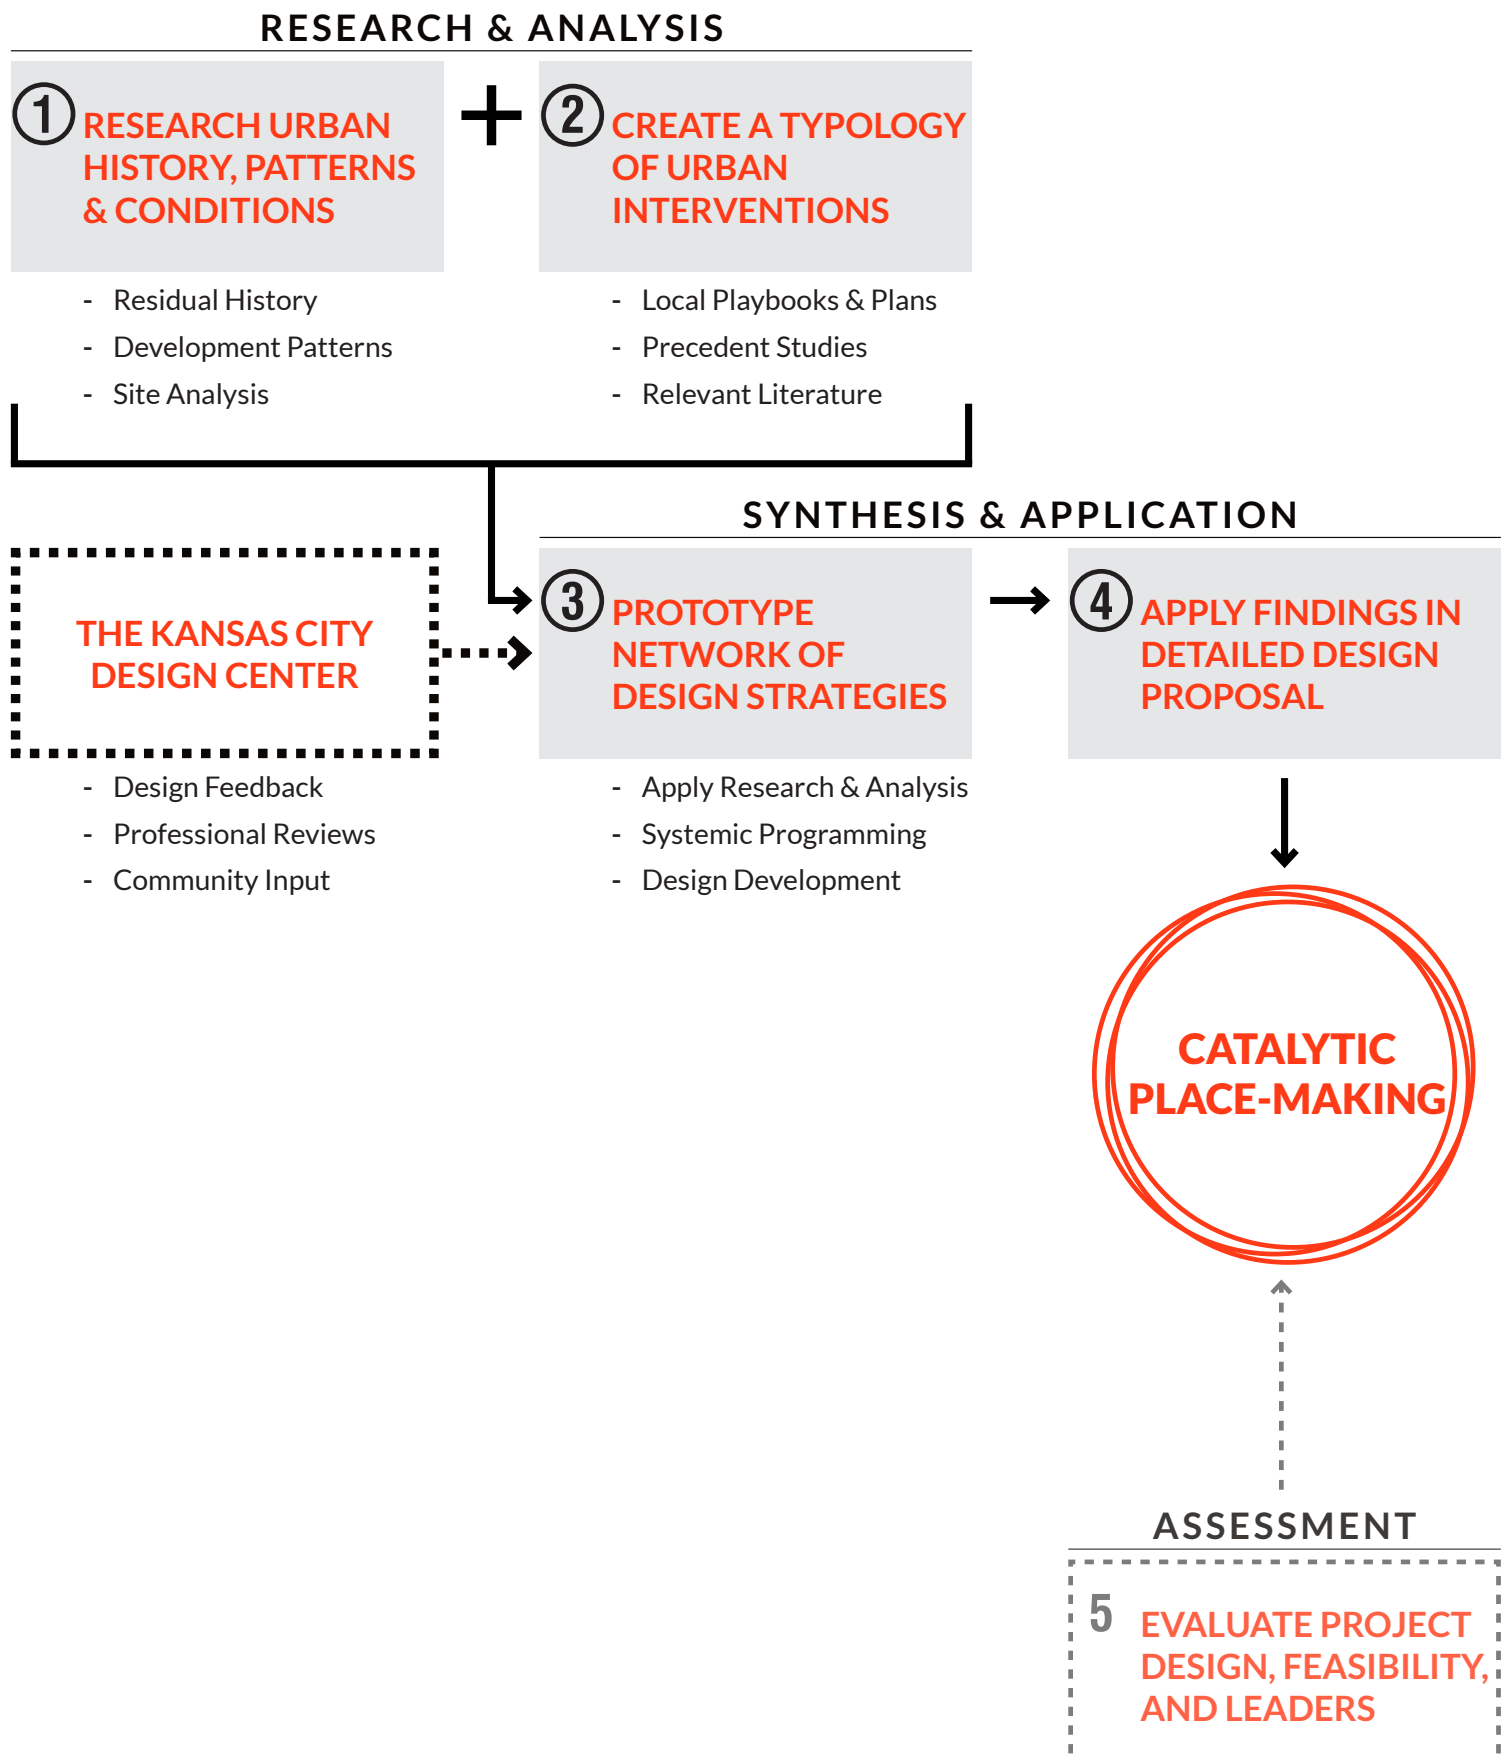 RESEARCH & ANALYSIS
1
RESEARCH URBAN
HISTORY, PATTERNS
& CONDITIONS
- Residual History
- Development Patterns
- Site Analysis
+
2
CREATE A TYPOLOGY
OF URBAN
INTERVENTIONS
- Local Playbooks & Plans
- Precedent Studies
- Relevant Literature
SYNTHESIS & APPLICATION
THE KANSAS CITY
DESIGN CENTER
- Design Feedback
- Professional Reviews
- Community Input
3
PROTOTYPE
NETWORK OF
DESIGN STRATEGIES
- Apply Research & Analysis
- Systemic Programming
- Design Development
4
APPLY FINDINGS IN
DETAILED DESIGN
PROPOSAL
CATALYTIC
PLACE-MAKING
ASSESSMENT
5
EVALUATE PROJECT
DESIGN, FEASIBILITY,
AND LEADERS